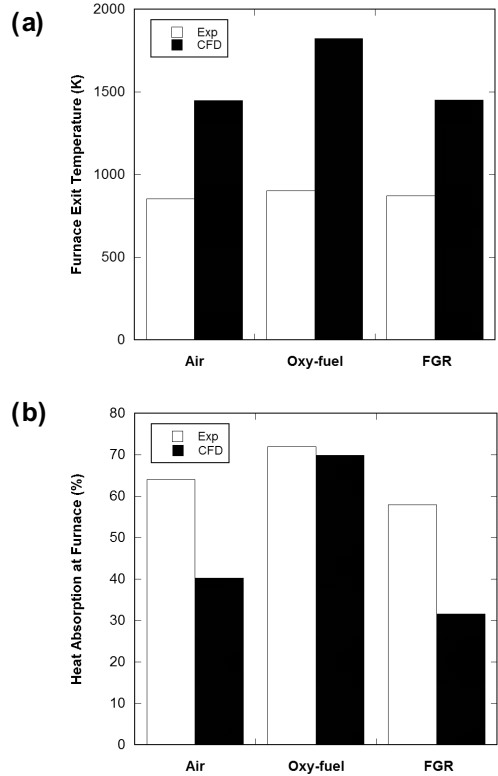 (a)
Furnace Exit Temperature (K)
2000
1500
1000
500
0
Exp
CFD
Air
Oxy-fuel
FGR
(b)
Heat Absorption at Furnace (%)
80
70
60
50
40
30
20
10
0
Exp
CFD
Air
Oxy-fuel
FGR